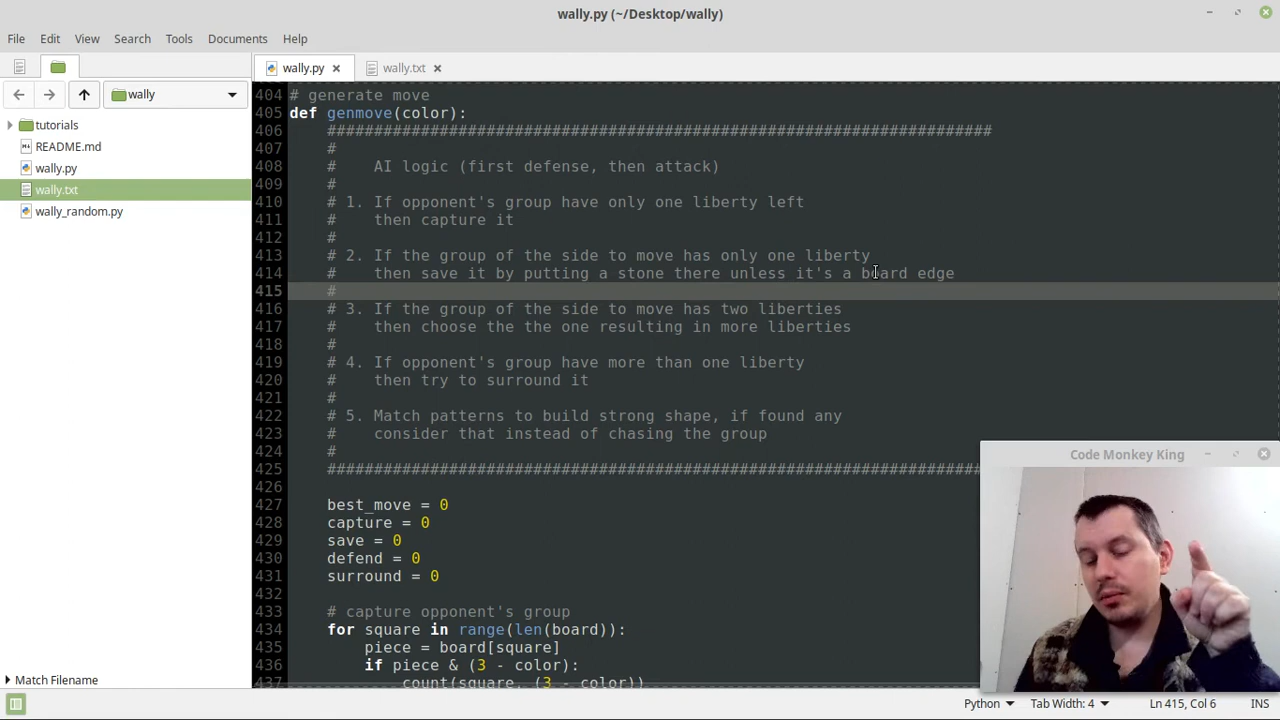 wally.py (~/Desktop/wally)
File Edit View Search Tools Documents Help
wally.py
wally.txt
wally
tutorials
README.md
wally.py
wally.txt
wally_random.py
Match Filename
404 # generate move
405 def genmove(color):
406 #######################################################################
407 #
408 # AI logic (first defense, then attack)
409 #
410 # 1. If opponent's group have only one liberty left
411 # then capture it
412 #
413 # 2. If the group of the side to move has only one liberty
414 # then save it by putting a stone there unless it's a board edge
415 #
416 # 3. If the group of the side to move has two liberties
417 # then choose the the one resulting in more liberties
418 #
419 # 4. If opponent's group have more than one liberty
420 # then try to surround it
421 #
422 # 5. Match patterns to build strong shape, if found any
423 # consider that instead of chasing the group
424 #
425 ######################################################################
426
427 best_move = 0
428 capture = 0
429 save = 0
430 defend = 0
431 surround = 0
432
433 # capture opponent's group
434 for square in range(len(board)):
435 piece = board[square]
436 if piece & (3 - color):
437 count(square, (3 - color))
Code Monkey King
Python Tab Width: 4 Ln 415, Col 6 INS